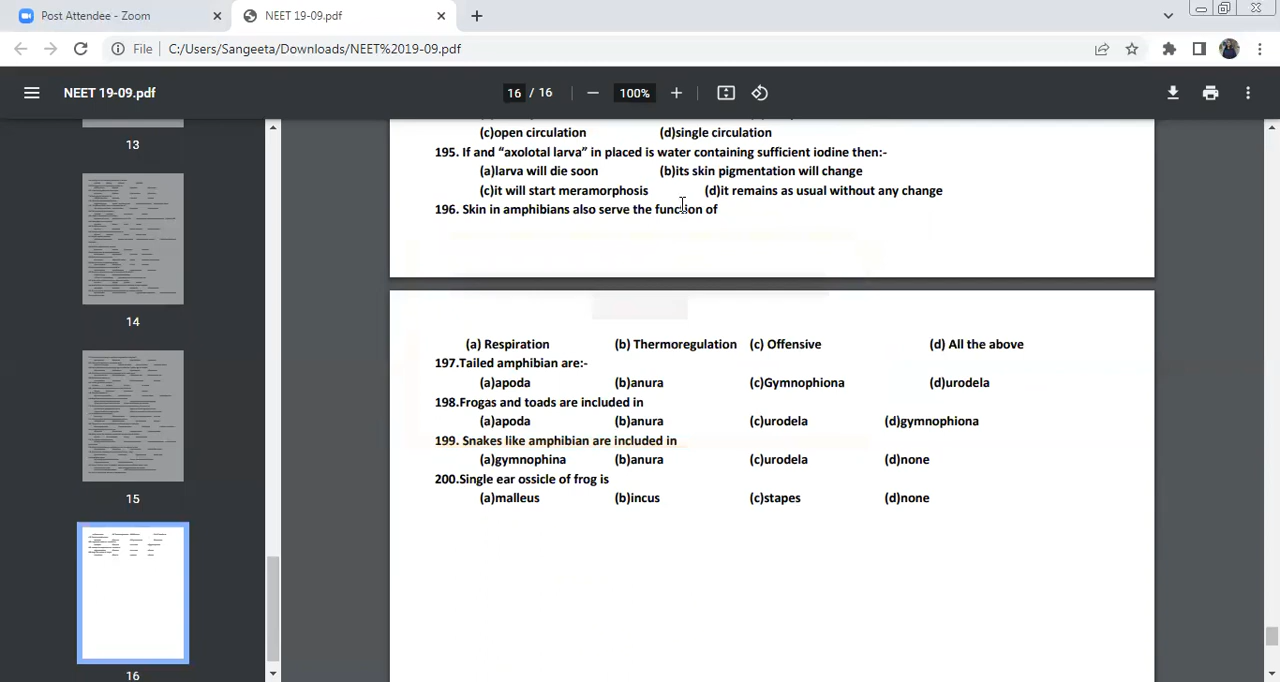 Post Attendee - Zoom
NEET 19-09.pdf
File
C:/Users/Sangeeta/Downloads/NEET%2019-09.pdf
NEET 19-09.pdf
16 / 16
100%
13
14
15
16
(c)open circulation (d)single circulation
195. If and “axolotal larva” in placed is water containing sufficient iodine then:-
(a)larva will die soon (b)its skin pigmentation will change
(c)it will start meramorphosis (d)it remains as usual without any change
196. Skin in amphibians also serve the function of
(a) Respiration (b) Thermoregulation (c) Offensive (d) All the above
197.Tailed amphibian are:-
(a)apoda (b)anura (c)Gymnophiona (d)urodela
198.Frogas and toads are included in
(a)apoda (b)anura (c)urodela (d)gymnophiona
199. Snakes like amphibian are included in
(a)gymnophina (b)anura (c)urodela (d)none
200.Single ear ossicle of frog is
(a)malleus (b)incus (c)stapes (d)none